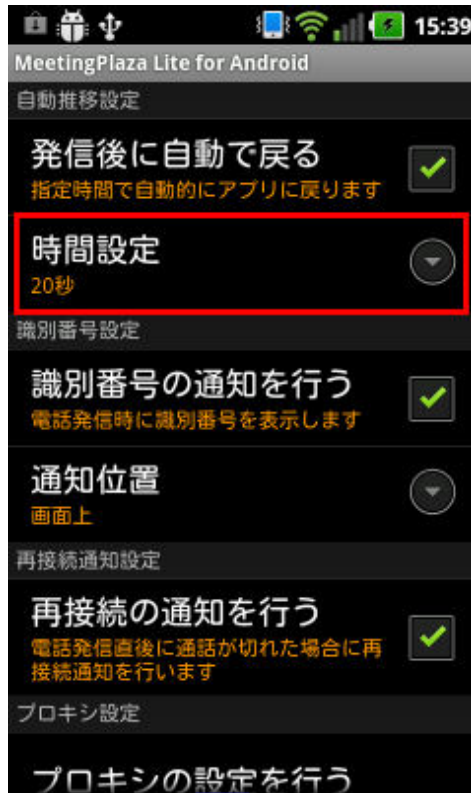 15:39
MeetingPlaza Lite for Android
自動推移設定
発信後に自動で戻る
指定時間で自動的にアプリに戻ります
時間設定
20秒
識別番号設定
識別番号の通知を行う
電話発信時に識別番号を表示します
通知位置
画面上
再接続通知設定
再接続の通知を行う
電話発信直後に通話が切れた場合に再
接続通知を行います
プロキシ設定
プロキシの設定を行う